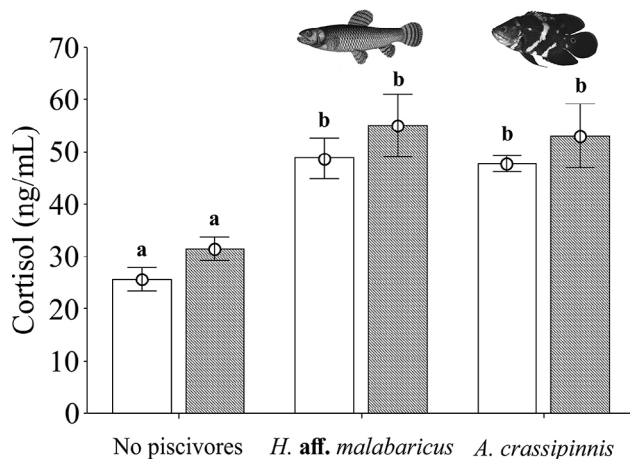 70
60
50
40
30
20
10
0
Cortisol (ng/mL)
a
a
b
b
b
b
No piscivores
H. aff. malabaricus
A. crassipinnis